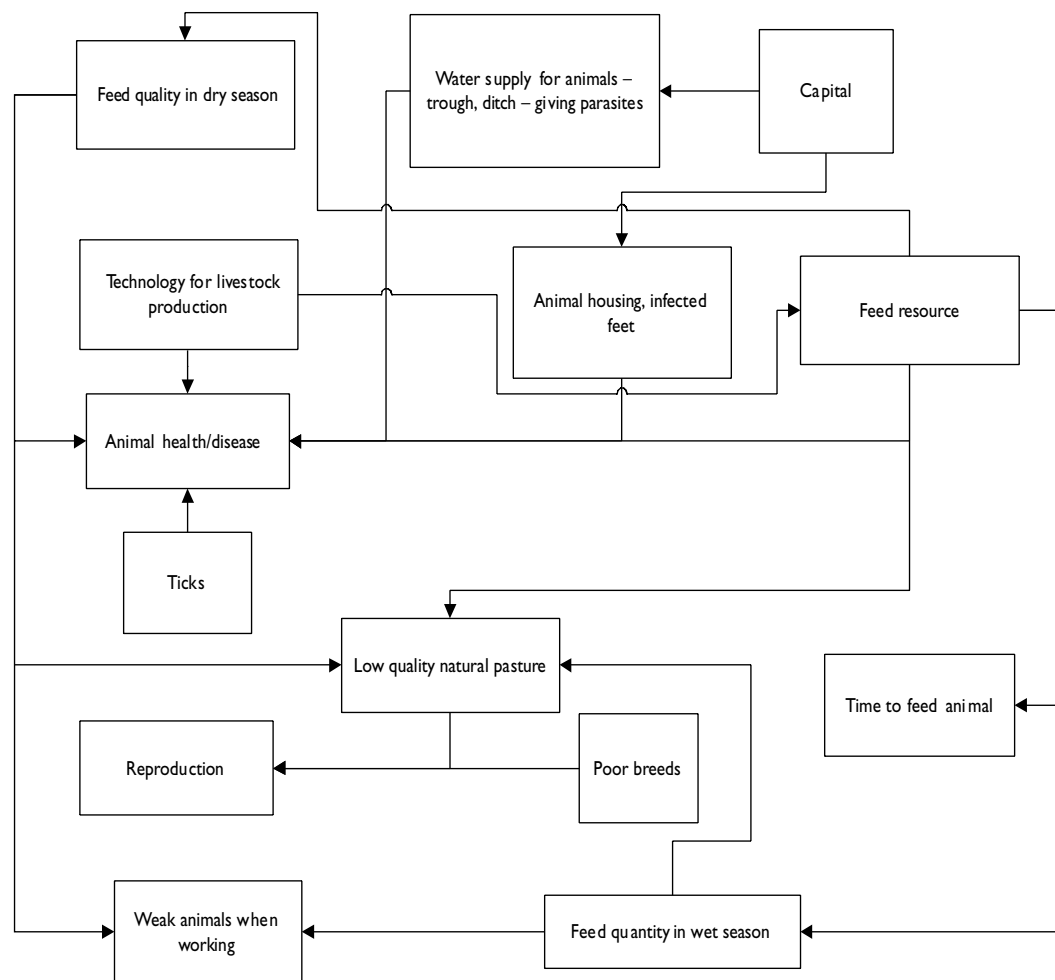 Feed quality in dry season
Water supply for animals –
trough, ditch – giving parasites
Capital
Technology for livestock
production
Animal housing, infected
feet
Feed resource
Animal health/disease
Ticks
Low quality natural pasture
Time to feed animal
Reproduction
Poor breeds
Weak animals when
working
Feed quantity in wet season